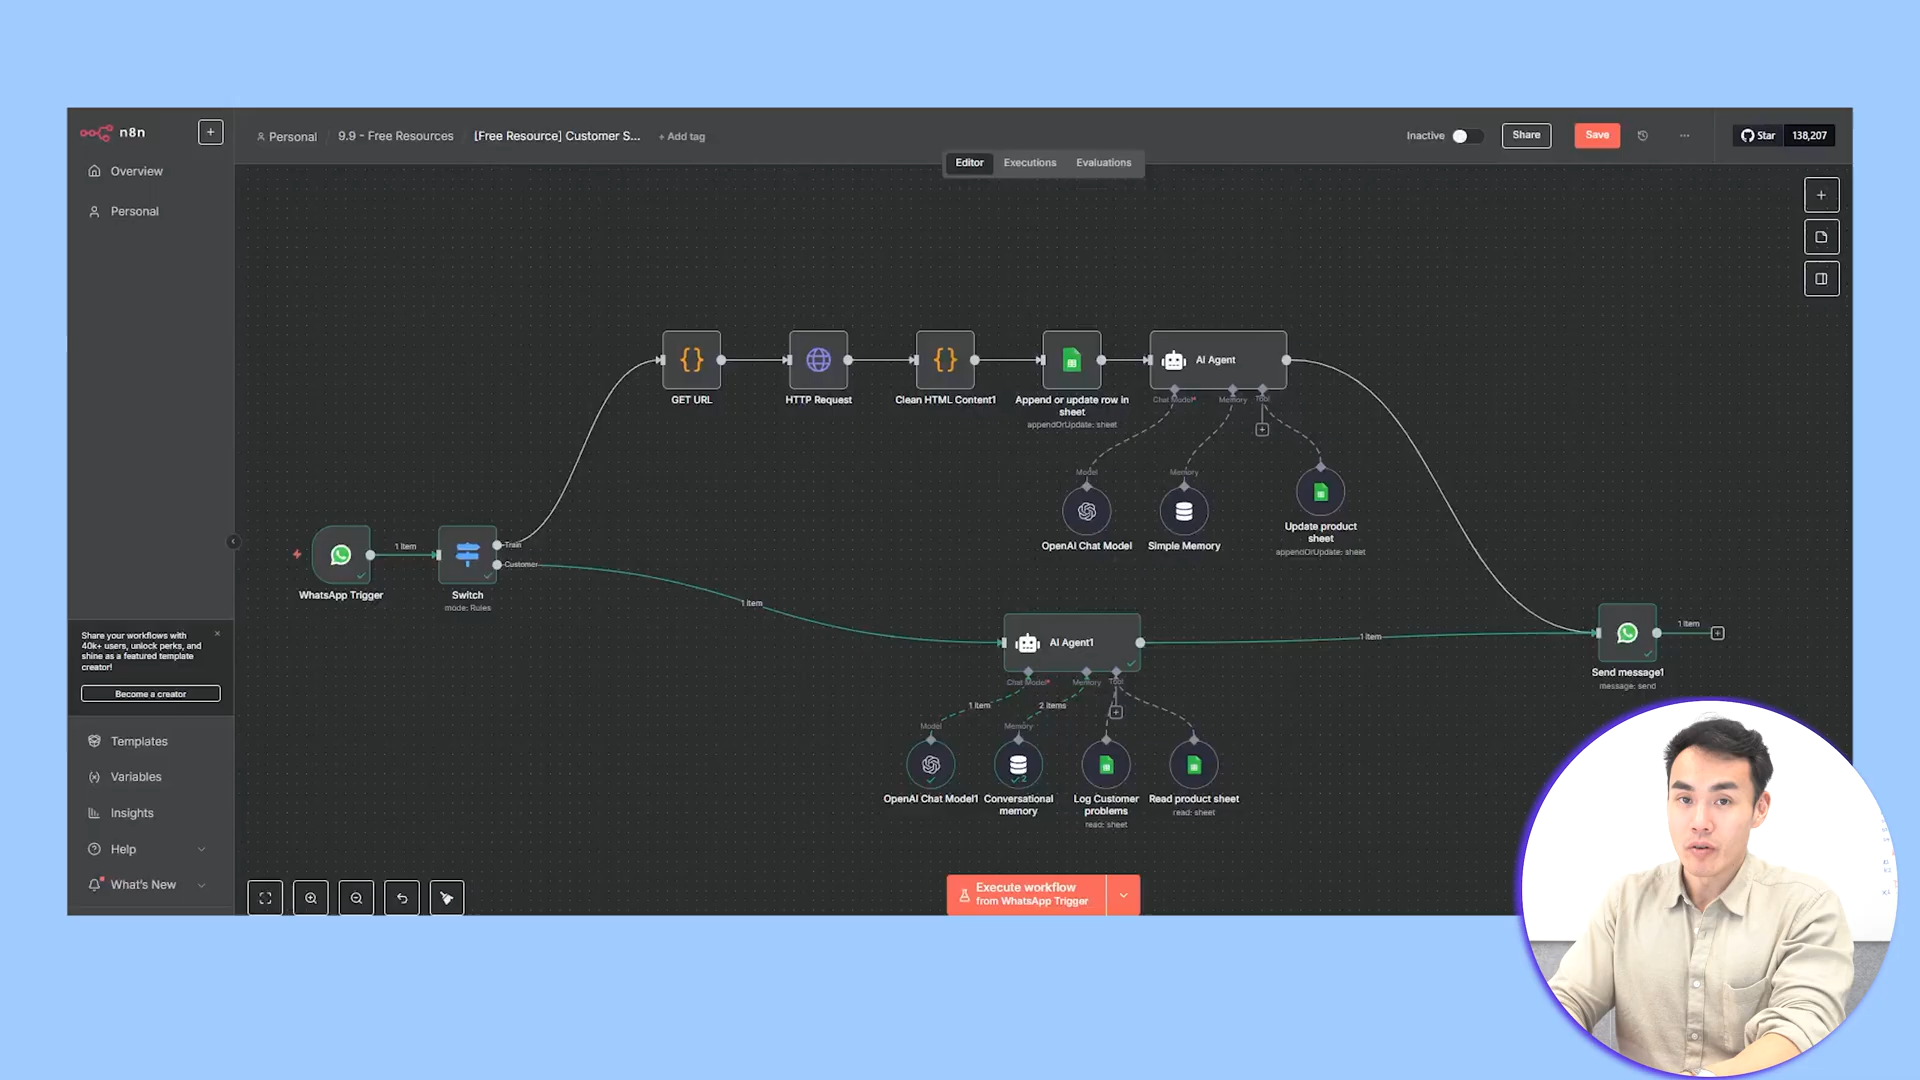 n8n
Personal
9.9 - Free Resources
[Free Resource] Customer S...
+ Add tag
Inactive
Share
Save
Star
138,207
Editor
Executions
Evaluations
Overview
Personal
GET URL
HTTP Request
Clean HTML Content1
Append or update row in
sheet
appendOrUpdate: sheet
AI Agent
Chat Model*
Memory
Tool
Model
Memory
OpenAI Chat Model
Simple Memory
Update product
sheet
appendOrUpdate: sheet
1 item
Train
Customer
WhatsApp Trigger
Switch
mode: Rules
1 item
AI Agent1
1 item
1 item
Send message1
message: send
Chat Model*
Memory
Tool
1 item
2 items
Model
Memory
2
OpenAI Chat Model1
Conversational
memory
Log Customer
problems
read: sheet
Read product sheet
read: sheet
Share your workflows with
40k+ users, unlock perks, and
shine as a featured template
creator!
Become a creator
Templates
Variables
Insights
Help
What's New
Execute workflow
from WhatsApp Trigger